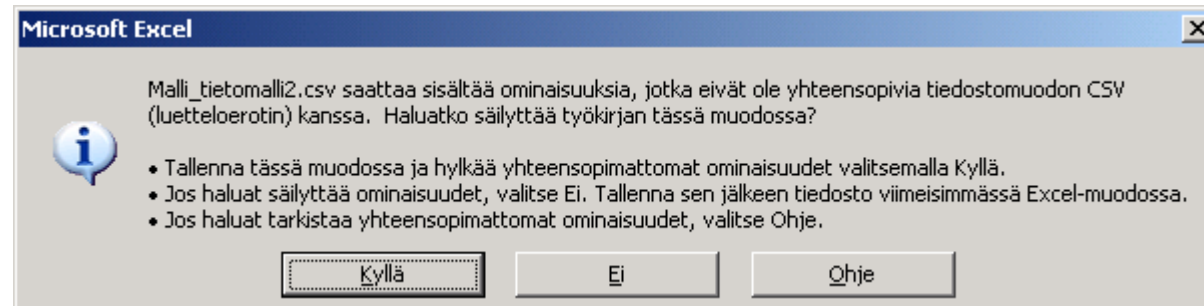 Microsoft Excel
Malli_tietomalli2.csv saattaa sisältää ominaisuuksia, jotka eivät ole yhteensopivia tiedostomuodon CSV
(luetteloerotin) kanssa. Haluatko säilyttää työkirjan tässä muodossa?
• Tallenna tässä muodossa ja hylkää yhteensopimattomat ominaisuudet valitsemalla Kyllä.
• Jos haluat säilyttää ominaisuudet, valitse Ei. Tallenna sen jälkeen tiedosto viimeisimmässä Excel-muodossa.
• Jos haluat tarkistaa yhteensopimattomat ominaisuudet, valitse Ohje.
Kyllä Ei Ohje